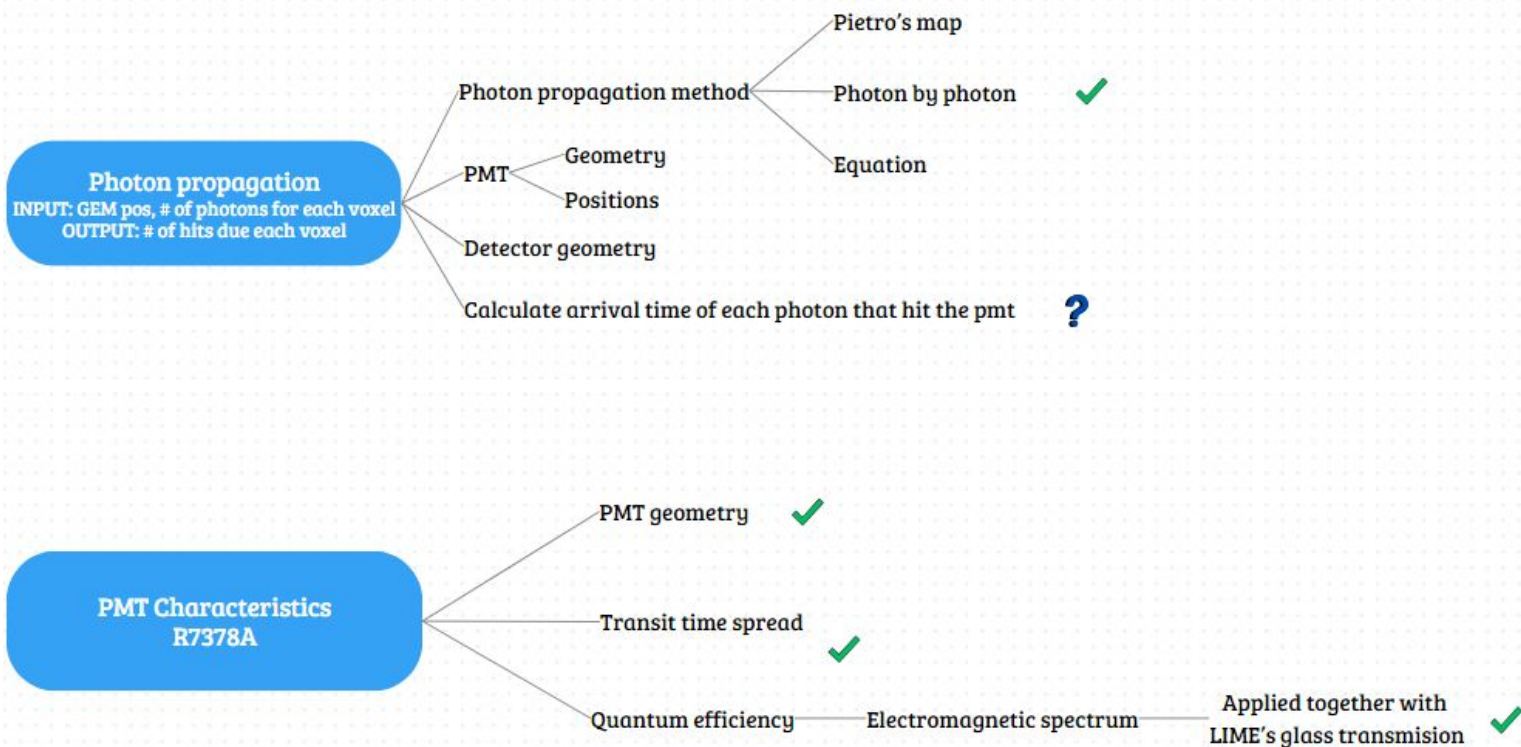 Pietro's map
Photon propagation method
Photon by photon
Equation
Photon propagation
INPUT: GEM pos, # of photons for each voxel
OUTPUT: # of hits due each voxel
PMT
Geometry
Positions
Detector geometry
Calculate arrival time of each photon that hit the pmt
?
PMT Characteristics
R7378A
PMT geometry
Transit time spread
Quantum efficiency
Electromagnetic spectrum
Applied together with
LIME's glass transmision